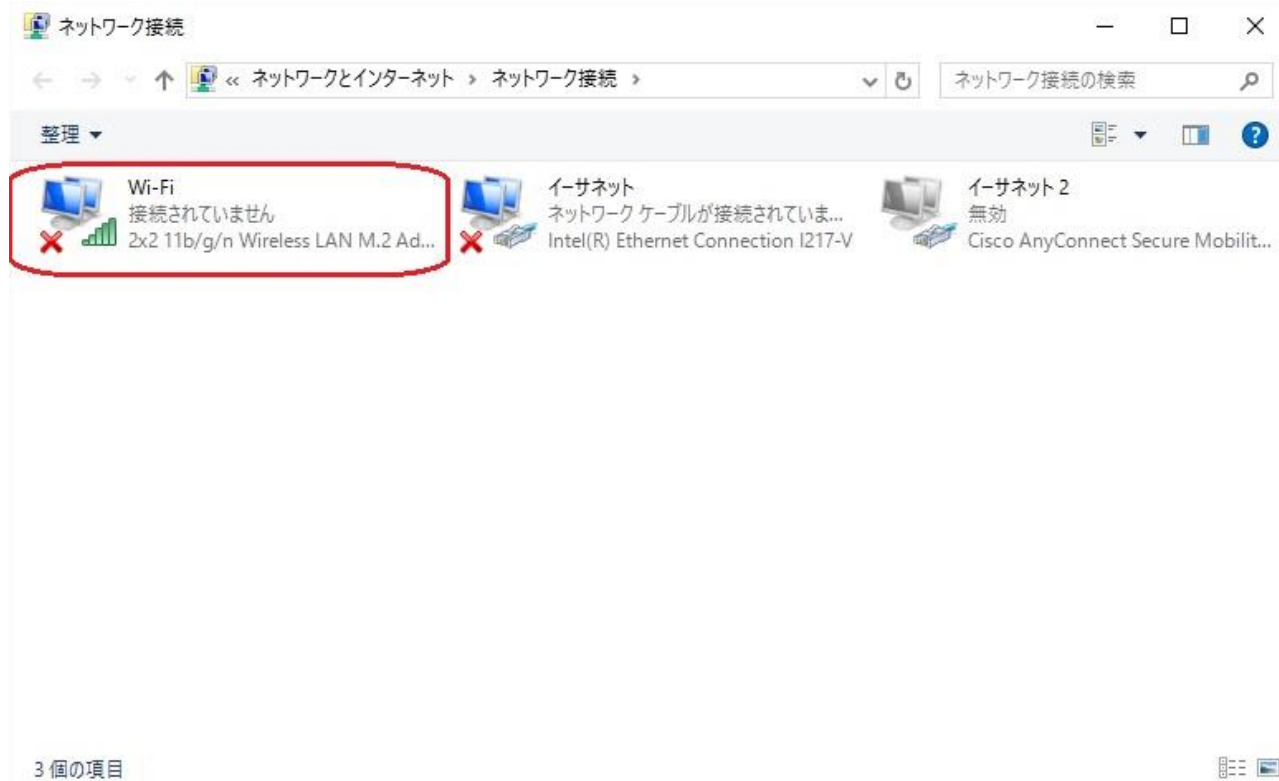 ネットワーク接続
« ネットワークとインターネット › ネットワーク接続 ›
ネットワーク接続の検索
整理
Wi-Fi
接続されていません
2x2 11b/g/n Wireless LAN M.2 Ad...
イーサネット
ネットワーク ケーブルが接続されていま...
Intel(R) Ethernet Connection I217-V
イーサネット 2
無効
Cisco AnyConnect Secure Mobilit...
3 個の項目